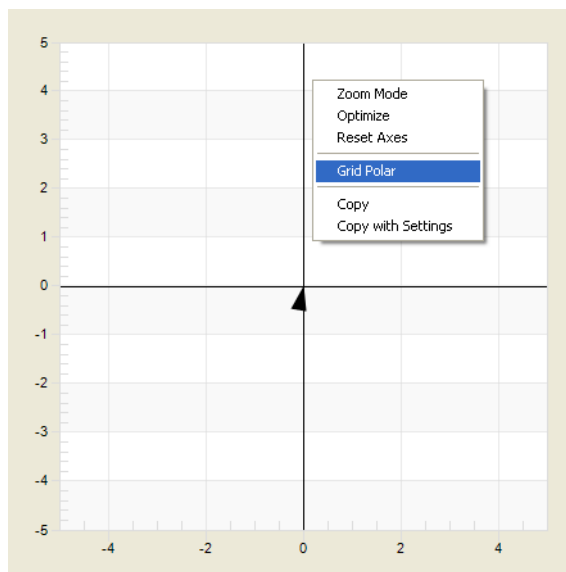 5
4
Zoom Mode
Optimize
3
Reset Axes
Grid Polar
2
Copy
Copy with Settings
1
0
-1
-2
-3
-4
-5
-4 -2 0 2 4